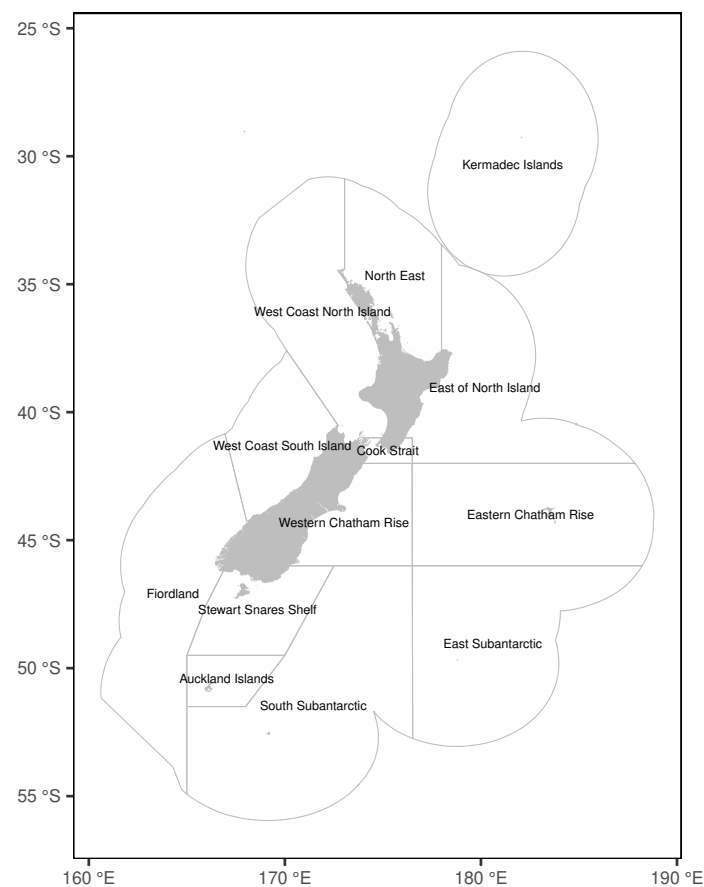 25 °S
30 °S
Kermadec Islands
North East
35 °S
West Coast North Island
East of North Island
40 °S
West Coast South Island
Cook Strait
Eastern Chatham Rise
Western Chatham Rise
45 °S
Fiordland
Stewart Snares Shelf
East Subantarctic
50 °S
Auckland Islands
South Subantarctic
55 °S
160 °E 170 °E 180 °E 190 °E